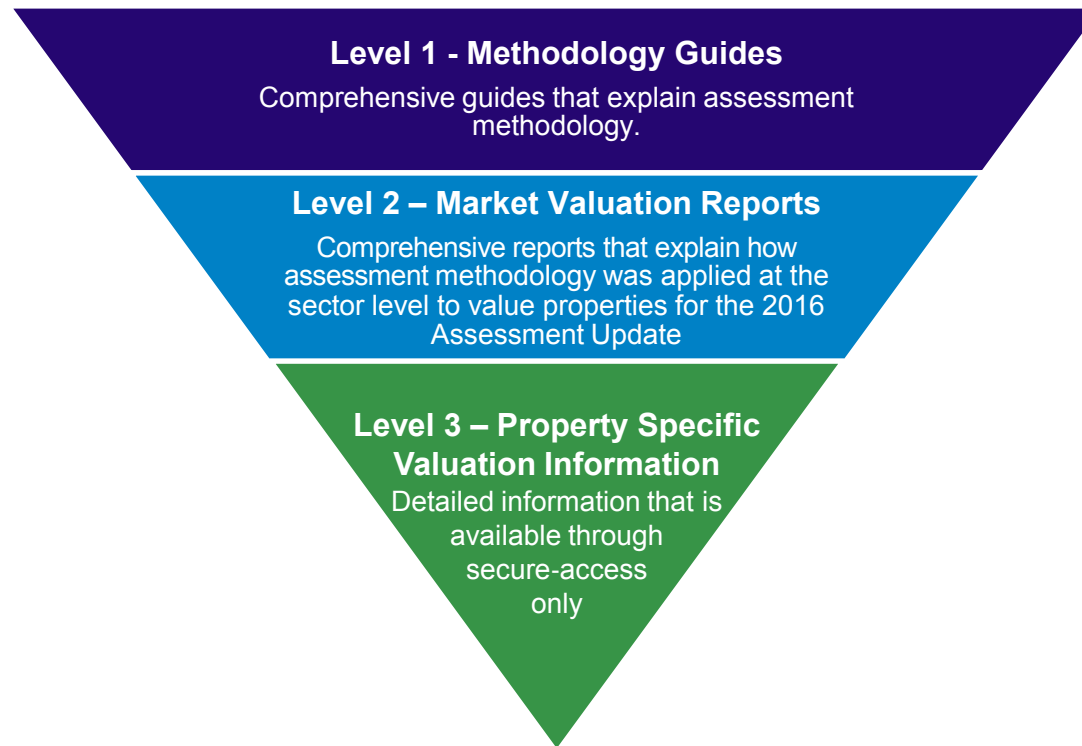 Level 1 - Methodology Guides
Comprehensive guides that explain assessment
methodology.
Level 2 – Market Valuation Reports
Comprehensive reports that explain how
assessment methodology was applied at the
sector level to value properties for the 2016
Assessment Update
Level 3 – Property Specific
Valuation Information
Detailed information that is
available through
secure-access
only